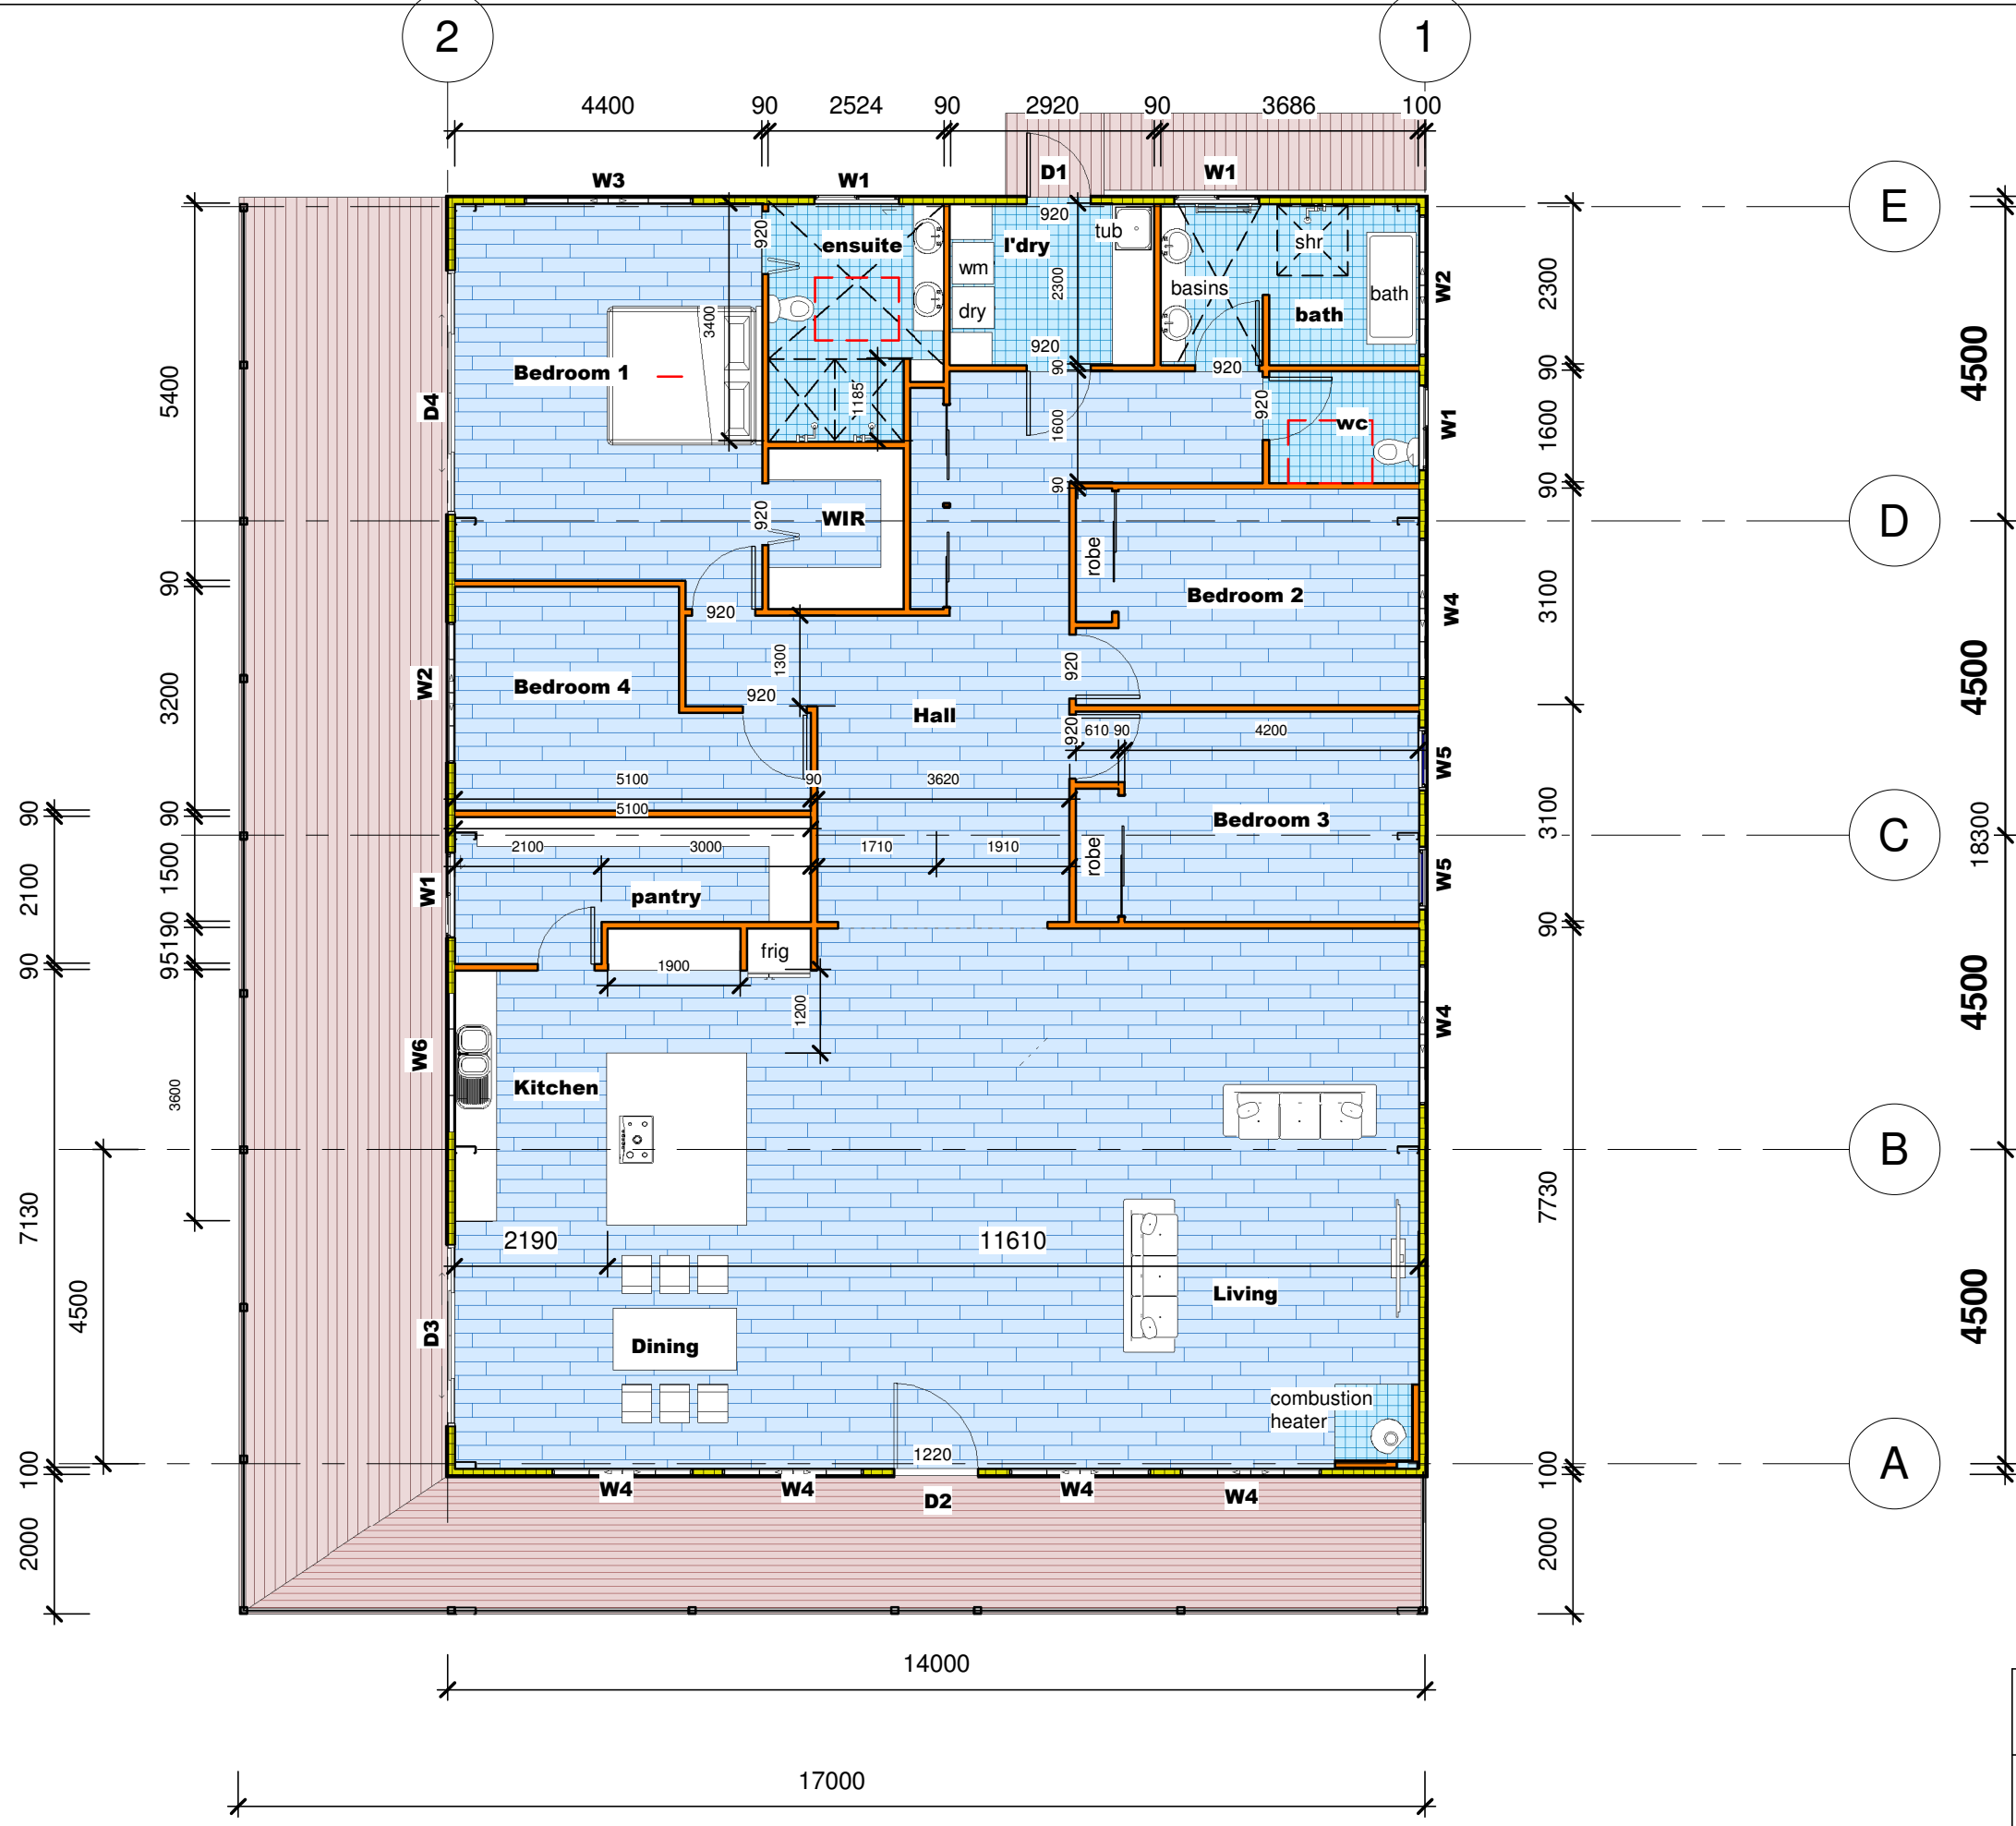 2
1
4400 90 2524 90 2920 90 3686 100
W3 W1 D1 W1
E
920 ensuite 920 l'dry tub shr
wm 2300 basins bath bath W2 2300 4500
dry
3400
5400 Bedroom 1 D4 920 90 920 90
1185 1600 920 wc W1 1600
90 90
920 WIR D
robe
90 920 Bedroom 2 W4 3100
1300 920 4500
3200 W2 Bedroom 4 920
Hall
920 610 90 4200 W5
5100 90 3620
90 90 5100 Bedroom 3 3100 18300
C
2100 3000 1710 1910 robe W5
2100 1500 W1 pantry
190 90
frig
90 95 1900
1200 W4 4500
W6 Kitchen
3600
B
7130 2190 11610 7730
4500 Living 4500
D3 Dining
combustion
heater
1220
100 A 100
W4 W4 D2 W4 W4
2000 2000
14000
17000